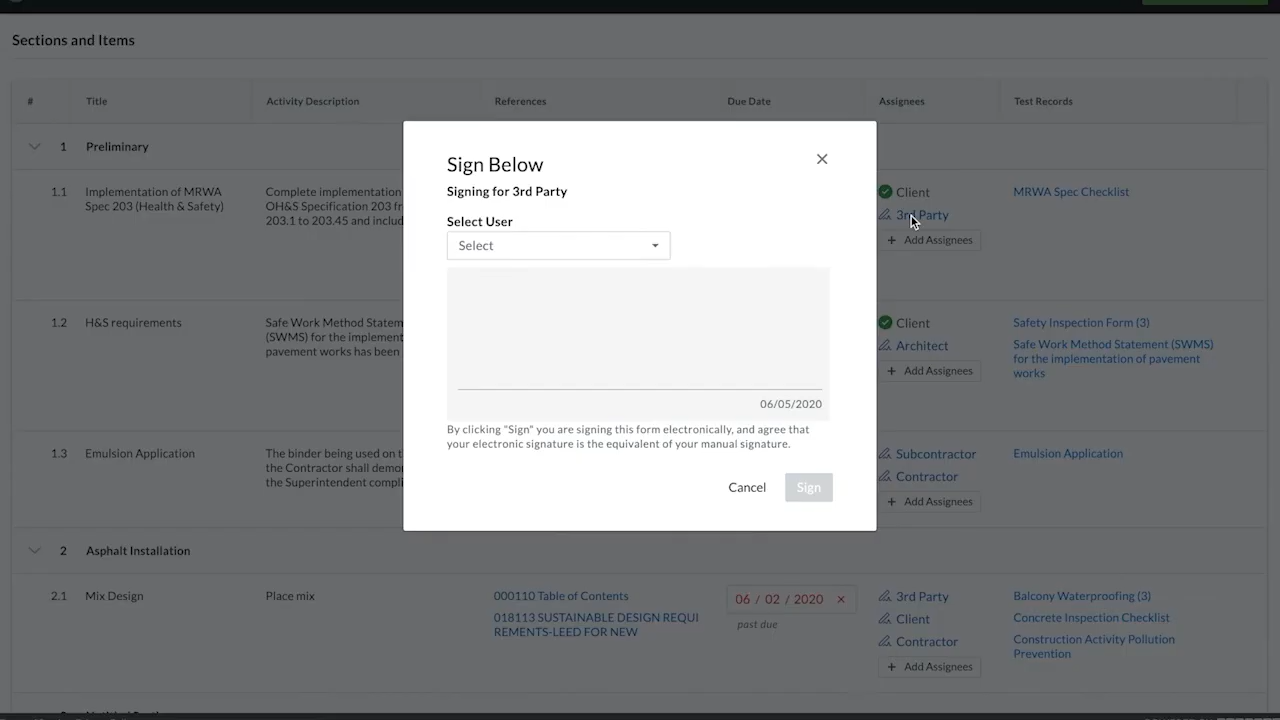 Sections and Items
# Title Activity Description References Due Date Assignees Test Records
1 Preliminary
1.1 Implementation of MRWA
Spec 203 (Health & Safety)
Complete implementation
OH&S Specification 203 fr
203.1 to 203.45 and includ
Client
3rd Party
+ Add Assignees
MRWA Spec Checklist
1.2 H&S requirements
Safe Work Method Statem
(SWMS) for the implement
pavement works has been
Client
Architect
+ Add Assignees
Safety Inspection Form (3)
Safe Work Method Statement (SWMS)
for the implementation of pavement
works
1.3 Emulsion Application
The binder being used on t
the Contractor shall demo
the Superintendent compli
Subcontractor
Contractor
+ Add Assignees
Emulsion Application
2 Asphalt Installation
2.1 Mix Design
Place mix
000110 Table of Contents
018113 SUSTAINABLE DESIGN REQUI
REMENTS-LEED FOR NEW
06 / 02 / 2020 ×
past due
3rd Party
Client
Contractor
+ Add Assignees
Balcony Waterproofing (3)
Concrete Inspection Checklist
Construction Activity Pollution
Prevention
Sign Below
Signing for 3rd Party
Select User
Select
06/05/2020
By clicking "Sign" you are signing this form electronically, and agree that
your electronic signature is the equivalent of your manual signature.
Cancel Sign